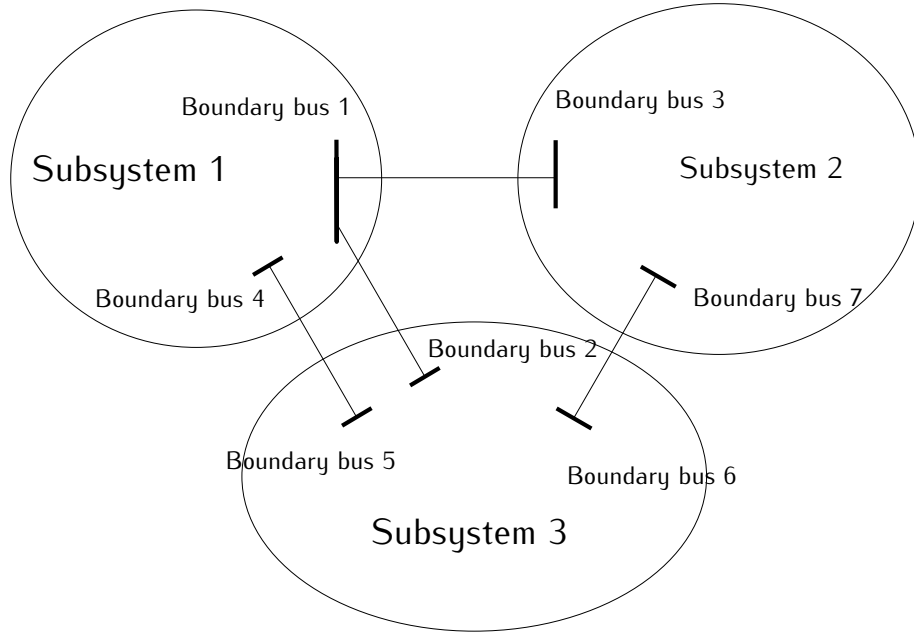 Boundary bus 1
Boundary bus 3
Subsystem 1
Subsystem 2
Boundary bus 4
Boundary bus 7
Boundary bus 2
Boundary bus 5
Boundary bus 6
Subsystem 3